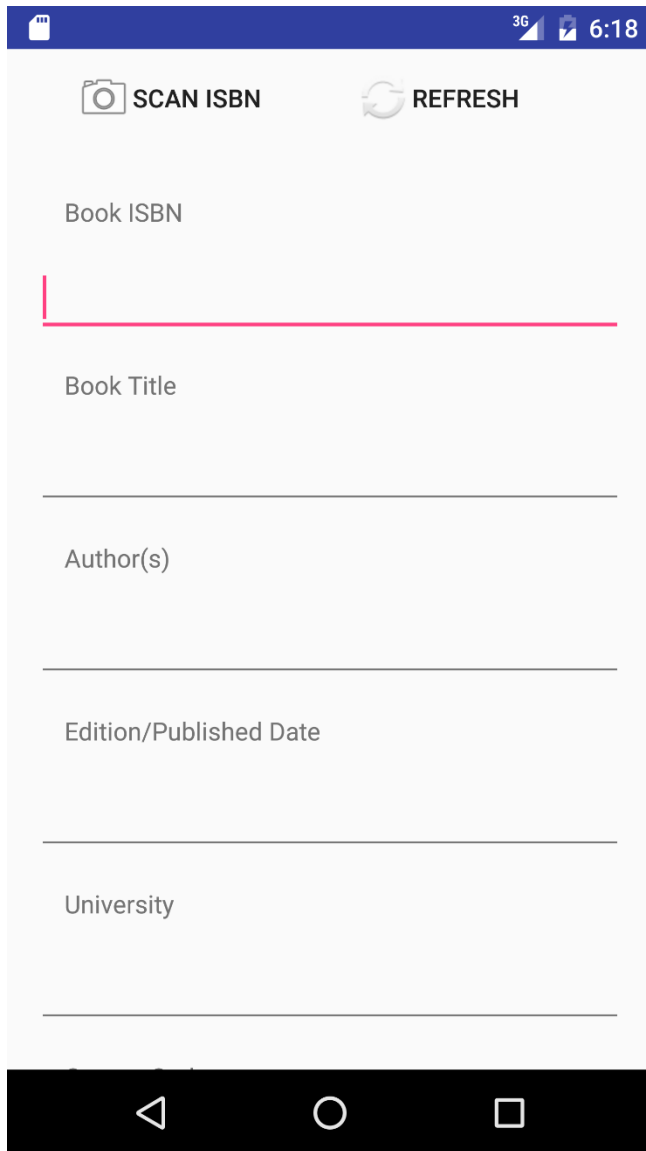 3G 6:18
SCAN ISBN REFRESH
Book ISBN
Book Title
Author(s)
Edition/Published Date
University